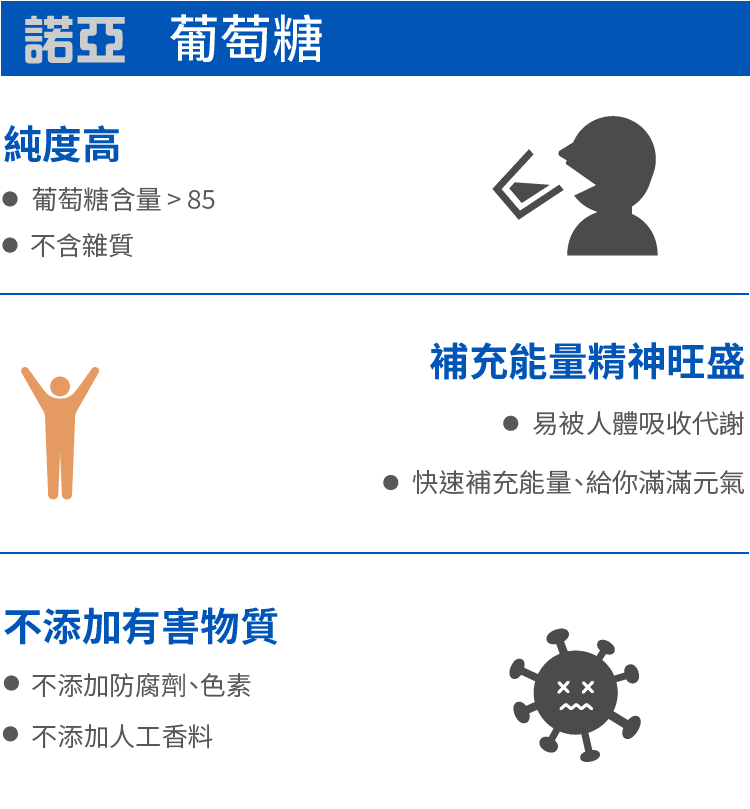 諾亞 葡萄糖
純度高
● 葡萄糖含量 > 85
● 不含雜質
補充能量精神旺盛
● 易被人體吸收代謝
● 快速補充能量、給你滿滿元氣
不添加有害物質
● 不添加防腐劑、色素
● 不添加人工香料